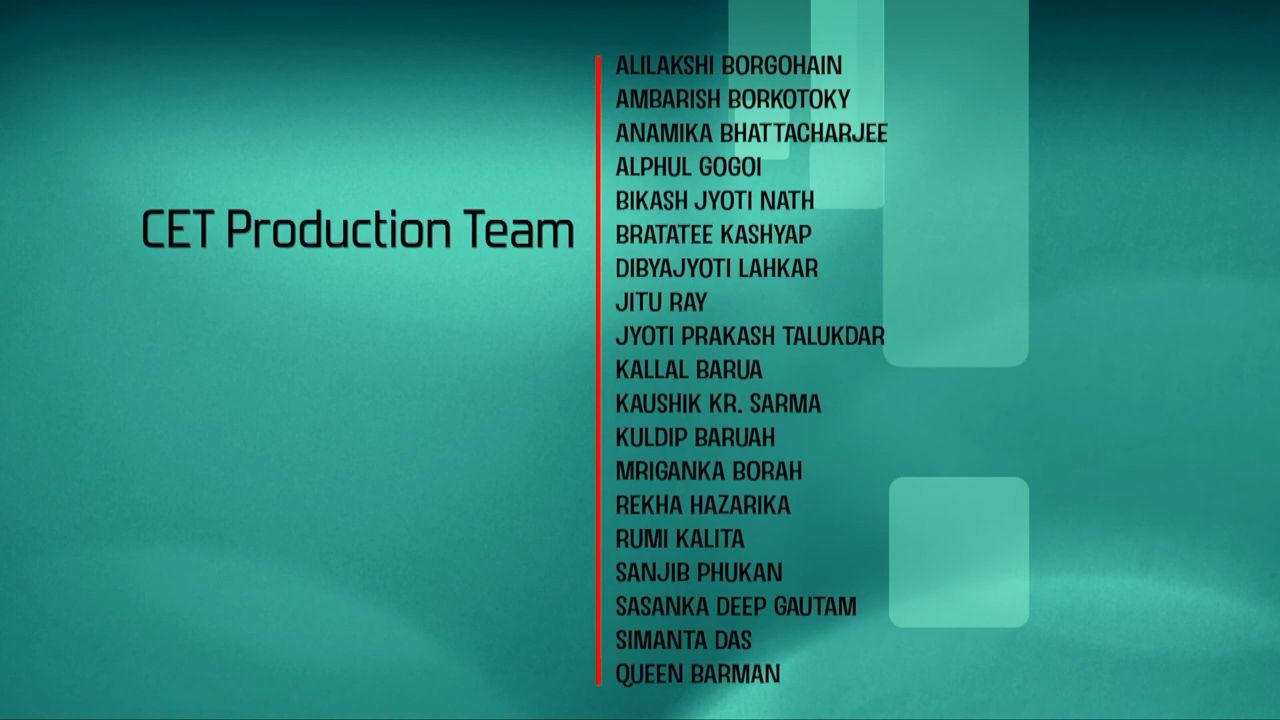 CET Production Team
ALILAKSHI BORGOHAIN
AMBARISH BORKOTOKY
ANAMIKA BHATTACHARJEE
ALPHUL GOGOI
BIKASH JYOTI NATH
BRATATEE KASHYAP
DIBYAJYOTI LAHKAR
JITU RAY
JYOTI PRAKASH TALUKDAR
KALLAL BARUA
KAUSHIK KR. SARMA
KULDIP BARUAH
MRIGANKA BORAH
REKHA HAZARIKA
RUMI KALITA
SANJIB PHUKAN
SASANKA DEEP GAUTAM
SIMANTA DAS
QUEEN BARMAN